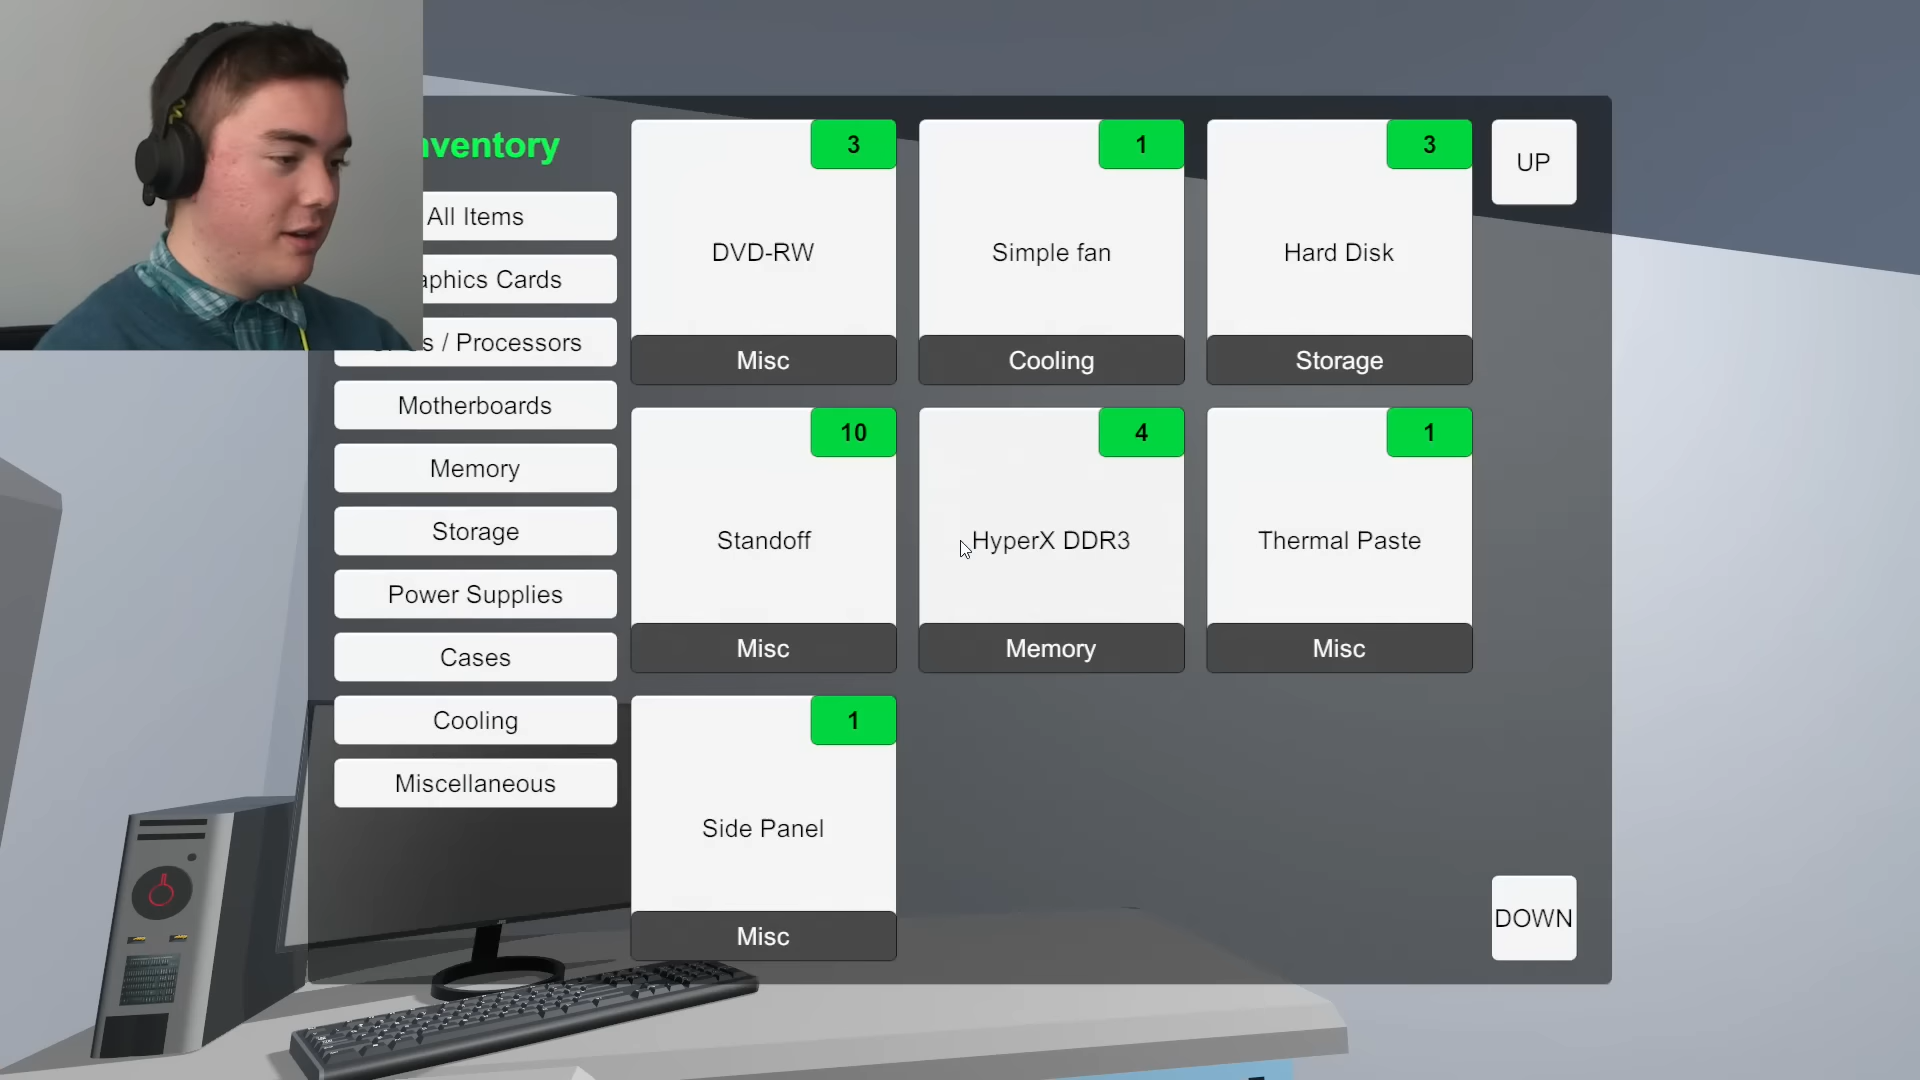 nventory
All Items
aphics Cards
s / Processors
Motherboards
Memory
Storage
Power Supplies
Cases
Cooling
Miscellaneous
3
DVD-RW
Misc
1
Simple fan
Cooling
3
Hard Disk
Storage
10
Standoff
Misc
4
HyperX DDR3
Memory
1
Thermal Paste
Misc
1
Side Panel
Misc
UP
DOWN